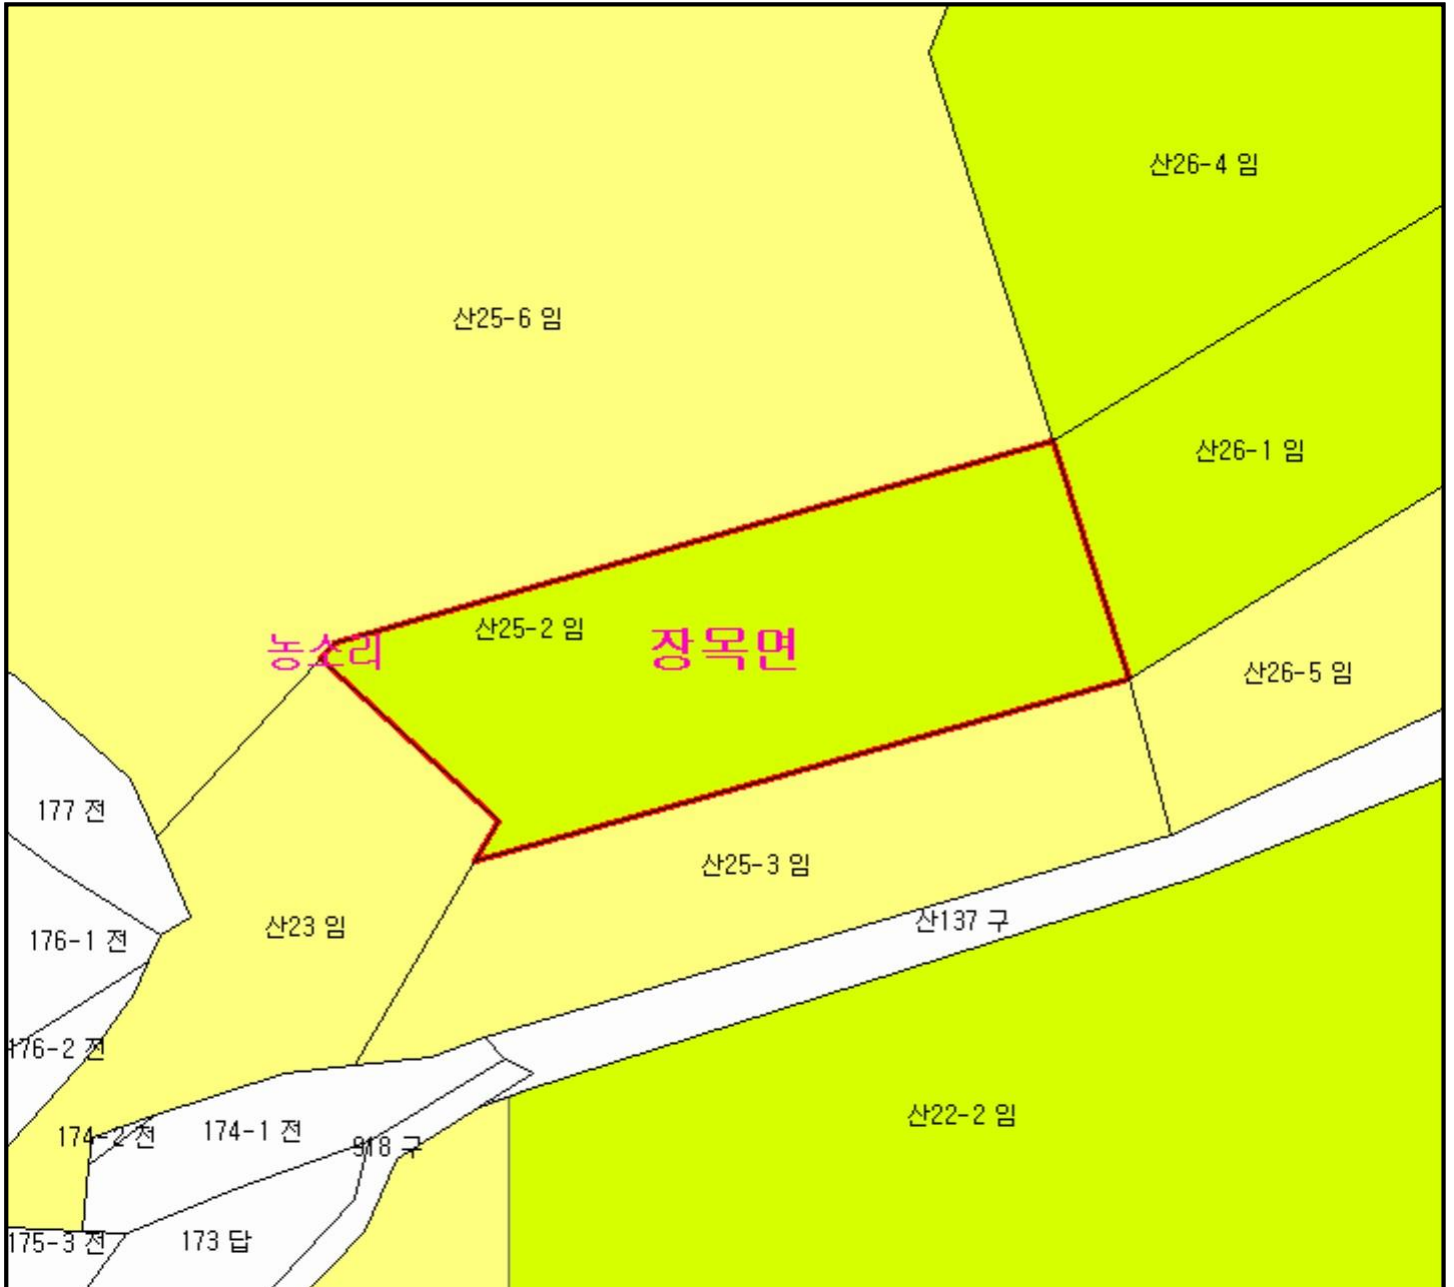 산26-4 임
산25-6 임
산26-1 임
산25-2 임
장목면
농소리
산26-5 임
177 전
산25-3 임
산23 임
산137 구
176-1 전
176-2 전
산22-2 임
174-2 전
174-1 전
918 구
175-3 전
173 답